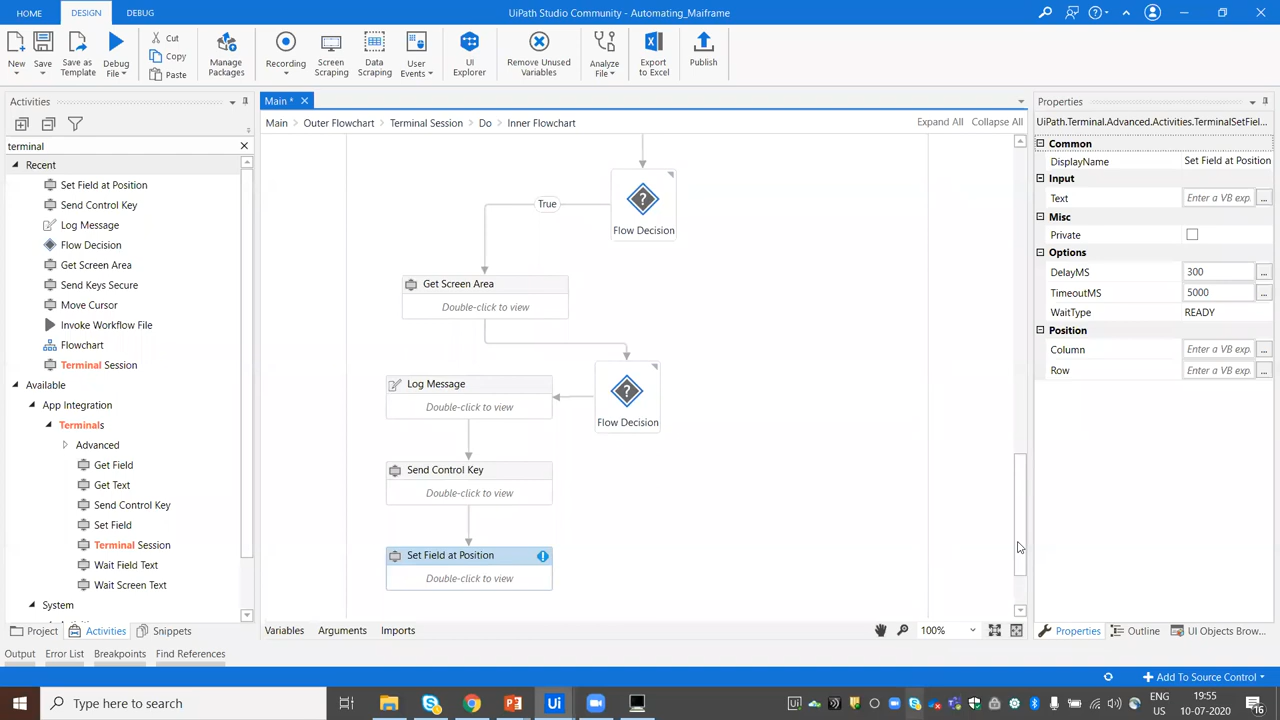 HOME
DESIGN
DEBUG
UiPath Studio Community - Automating_Maiframe
New
Save
Save as Template
Debug File
Cut
Copy
Paste
Manage Packages
Recording
Screen Scraping
Data Scraping
User Events
UI Explorer
Remove Unused Variables
Analyze File
Export to Excel
Publish
Activities
Main *
Properties
Main
Outer Flowchart
Terminal Session
Do
Inner Flowchart
Expand All
Collapse All
terminal
Recent
Set Field at Position
Send Control Key
Log Message
Flow Decision
Get Screen Area
Send Keys Secure
Move Cursor
Invoke Workflow File
Flowchart
Terminal Session
Available
App Integration
Terminals
Advanced
Get Field
Get Text
Send Control Key
Set Field
Terminal Session
Wait Field Text
Wait Screen Text
System
True
Flow Decision
Get Screen Area
Double-click to view
Log Message
Double-click to view
Flow Decision
Send Control Key
Double-click to view
Set Field at Position
Double-click to view
UiPath.Terminal.Advanced.Activities.TerminalSetFiel...
Common
DisplayName Set Field at Position
Input
Text Enter a VB exp ...
Misc
Private
Options
DelayMS 300 ...
TimeoutMS 5000 ...
WaitType READY
Position
Column Enter a VB exp ...
Row Enter a VB exp ...
Project
Activities
Snippets
Variables
Arguments
Imports
100%
Properties
Outline
UI Objects Brow...
Output
Error List
Breakpoints
Find References
Add To Source Control
Type here to search
Ui
ENG
US
19:55
10-07-2020
16